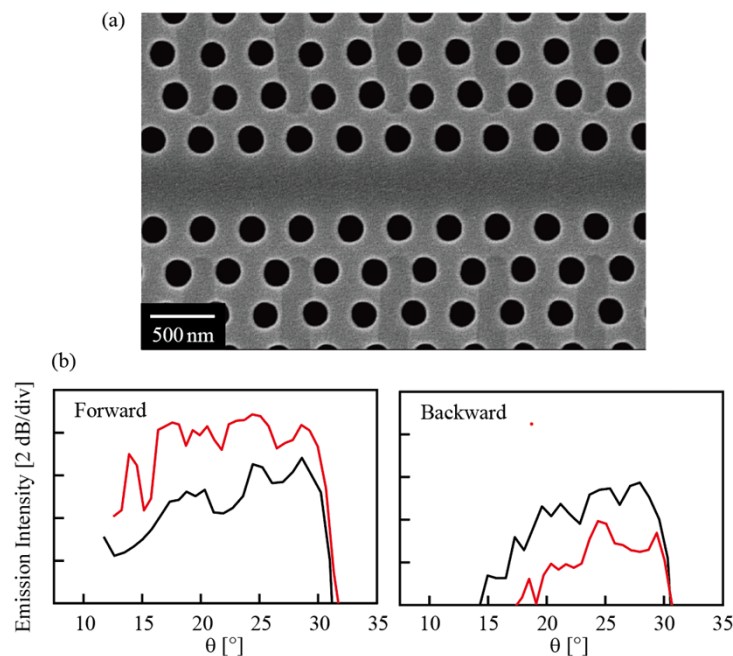 (a)
500 nm
(b)
Emission Intensity [2 dB/div]
Forward
Backward
10 15 20 25 30 35
10 15 20 25 30 35
θ [°]
θ [°]